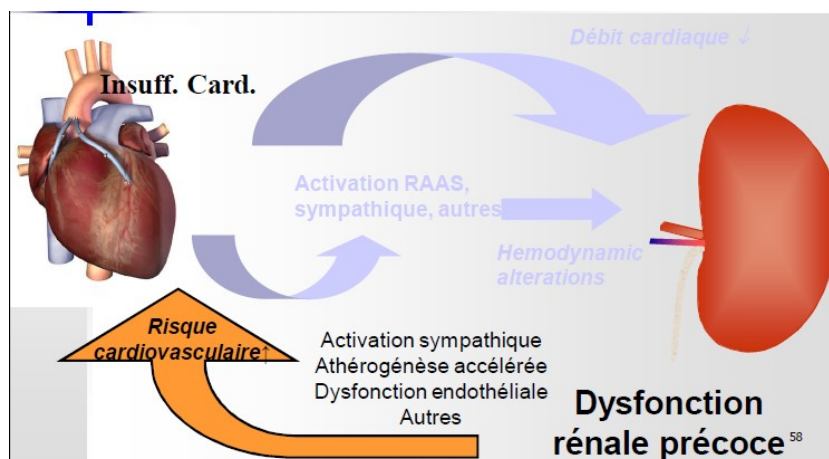 Débit cardiaque ↓
Insuff. Card.
Activation RAAS,
sympathique, autres
Hemodynamic
alterations
Risque
cardiovasculaire↑
Activation sympathique
Athérogénèse accélérée
Dysfonction endothéliale
Autres
Dysfonction
rénale précoce 58